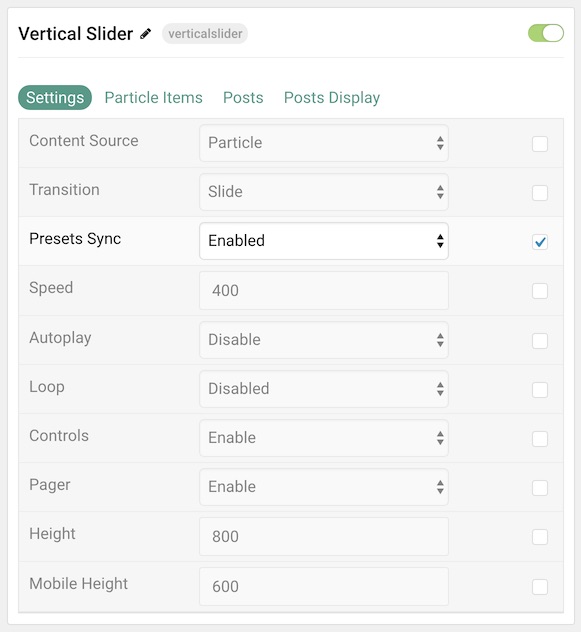 Vertical Slider verticalslider
Settings Particle Items Posts Posts Display
Content Source Particle
Transition Slide
Presets Sync Enabled
Speed 400
Autoplay Disable
Loop Disabled
Controls Enable
Pager Enable
Height 800
Mobile Height 600